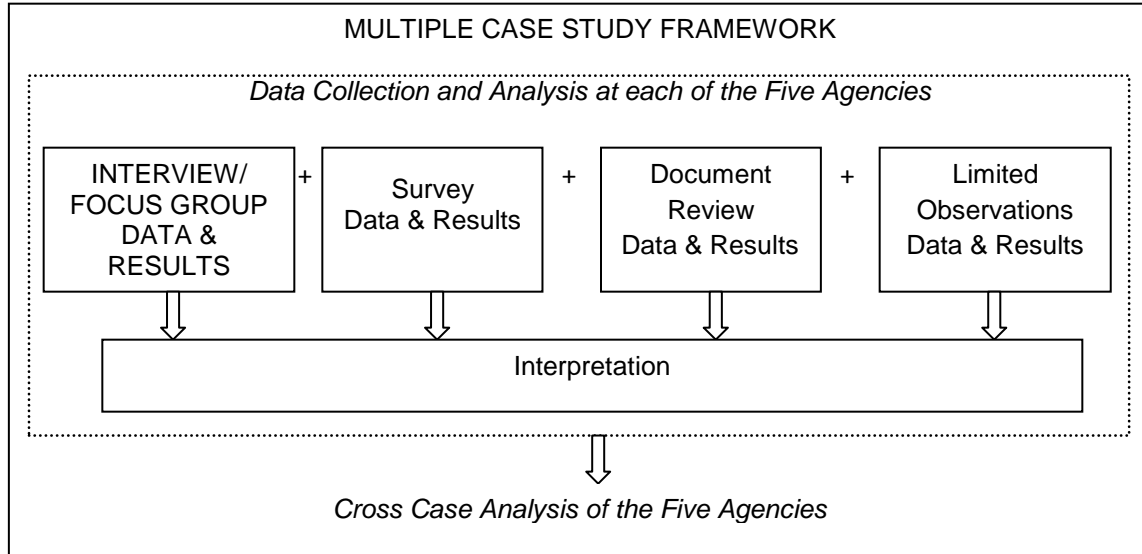 MULTIPLE CASE STUDY FRAMEWORK
Data Collection and Analysis at each of the Five Agencies
INTERVIEW/
FOCUS GROUP
DATA &
RESULTS
+
Survey
Data & Results
+
Document
Review
Data & Results
+
Limited
Observations
Data & Results
Interpretation
Cross Case Analysis of the Five Agencies